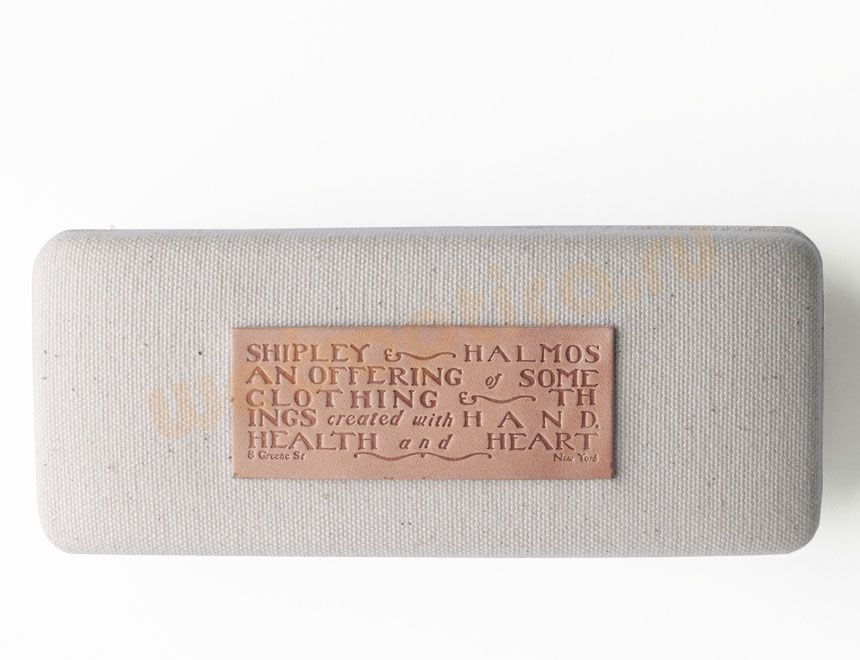 SHIPLEY & HALMOS
AN OFFERING of SOME
CLOTHING & TH
INGS created with HAND,
HEALTH and HEART
8 Greene St New York